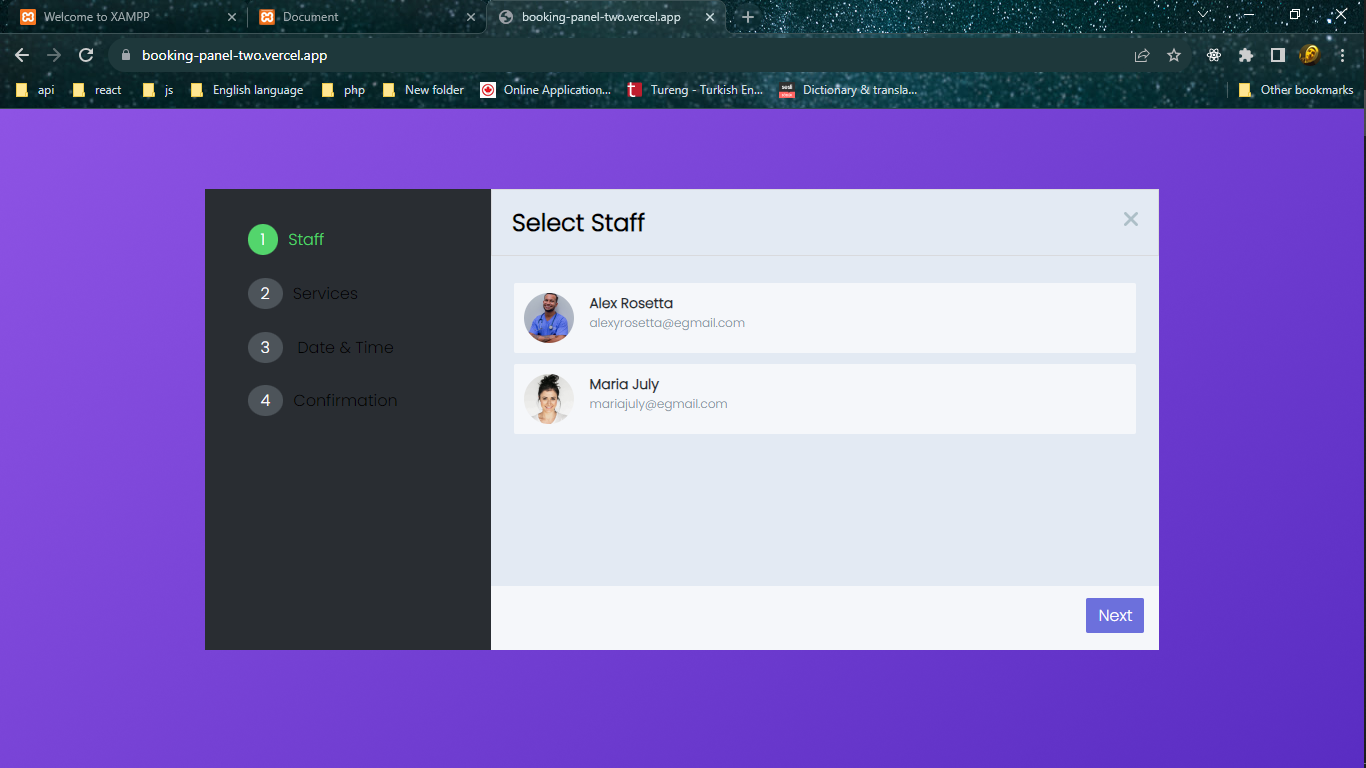 Welcome to XAMPP
Document
booking-panel-two.vercel.app
booking-panel-two.vercel.app
api
react
js
English language
php
New folder
Online Application...
Tureng - Turkish En...
Dictionary & transla...
Other bookmarks
1 Staff
2 Services
3 Date & Time
4 Confirmation
Select Staff
Alex Rosetta
alexyrosetta@egmail.com
Maria July
mariajuly@egmail.com
Next